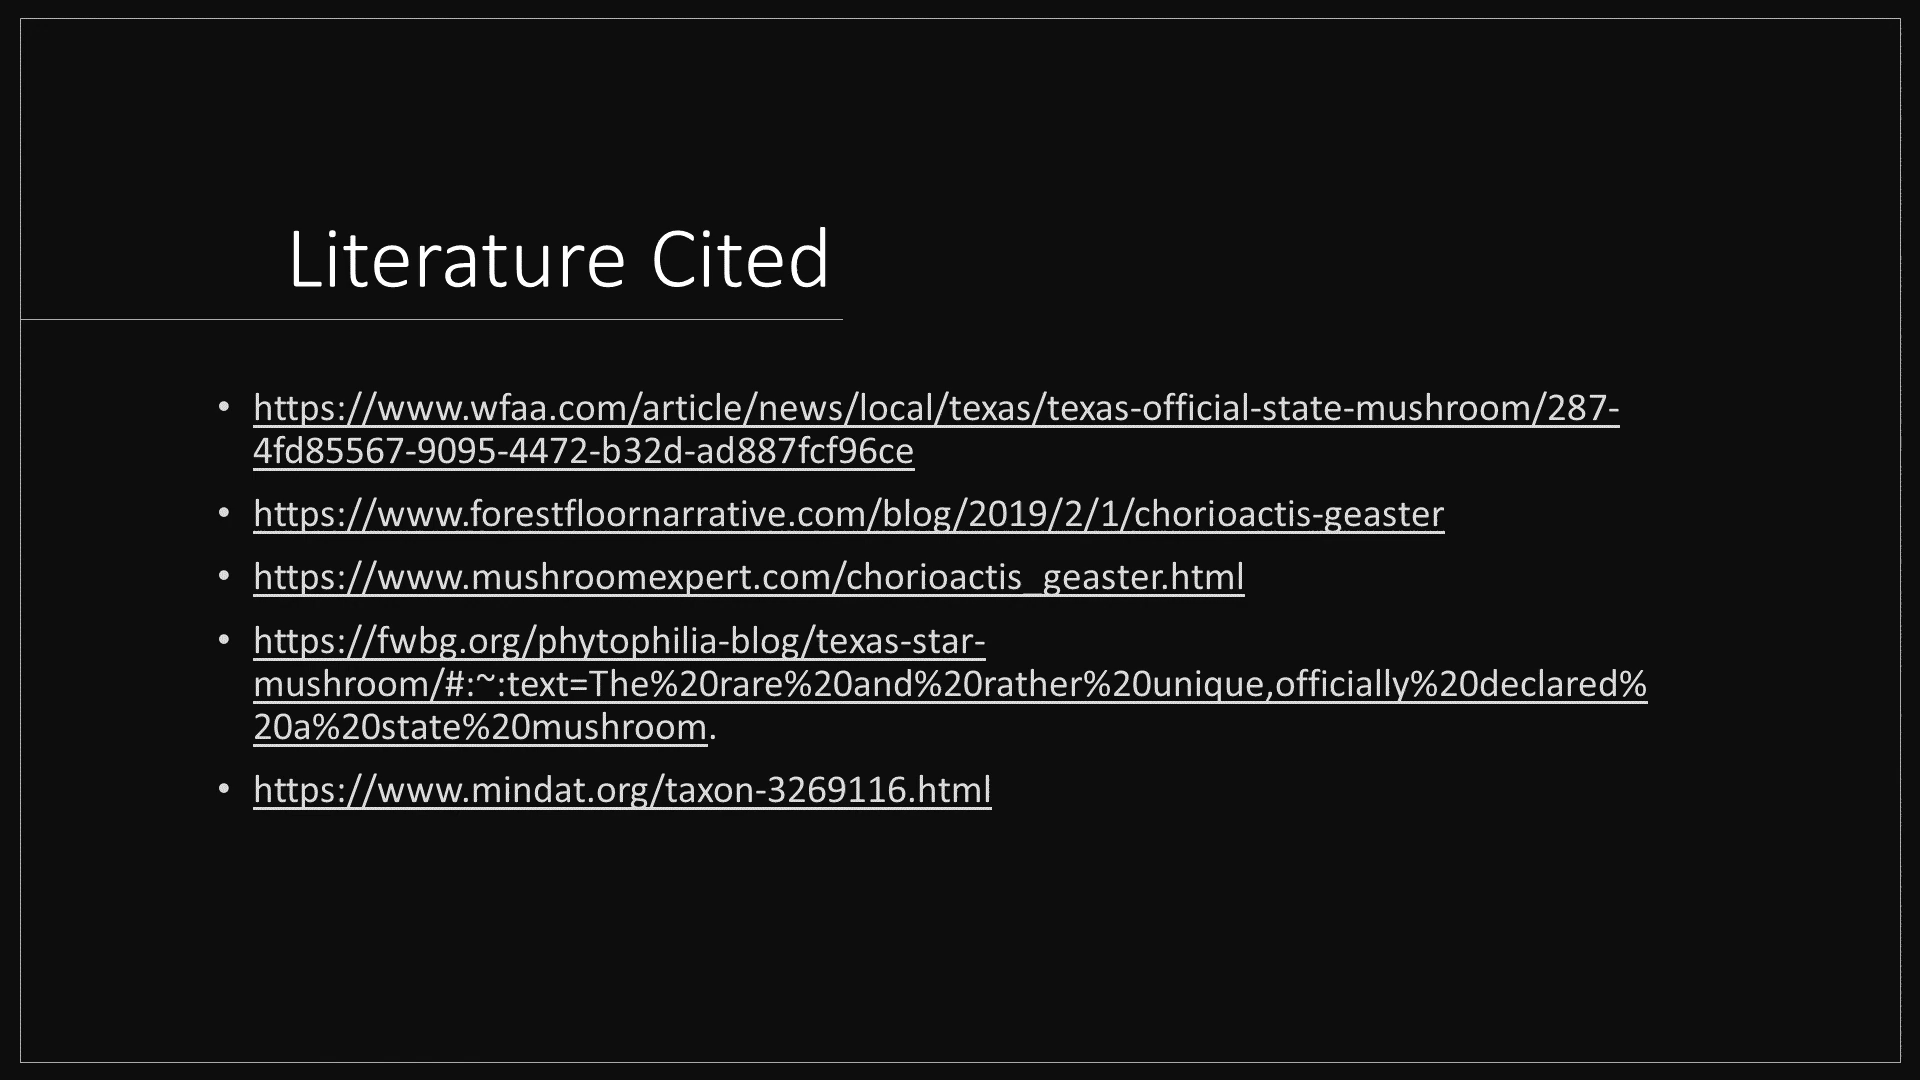 Literature Cited
• https://www.wfaa.com/article/news/local/texas/texas-official-state-mushroom/287-
4fd85567-9095-4472-b32d-ad887fcf96ce
• https://www.forestfloornarrative.com/blog/2019/2/1/chorioactis-geaster
• https://www.mushroomexpert.com/chorioactis_geaster.html
• https://fwbg.org/phytophilia-blog/texas-star-
mushroom/#:~:text=The%20rare%20and%20rather%20unique,officially%20declared%
20a%20state%20mushroom.
• https://www.mindat.org/taxon-3269116.html